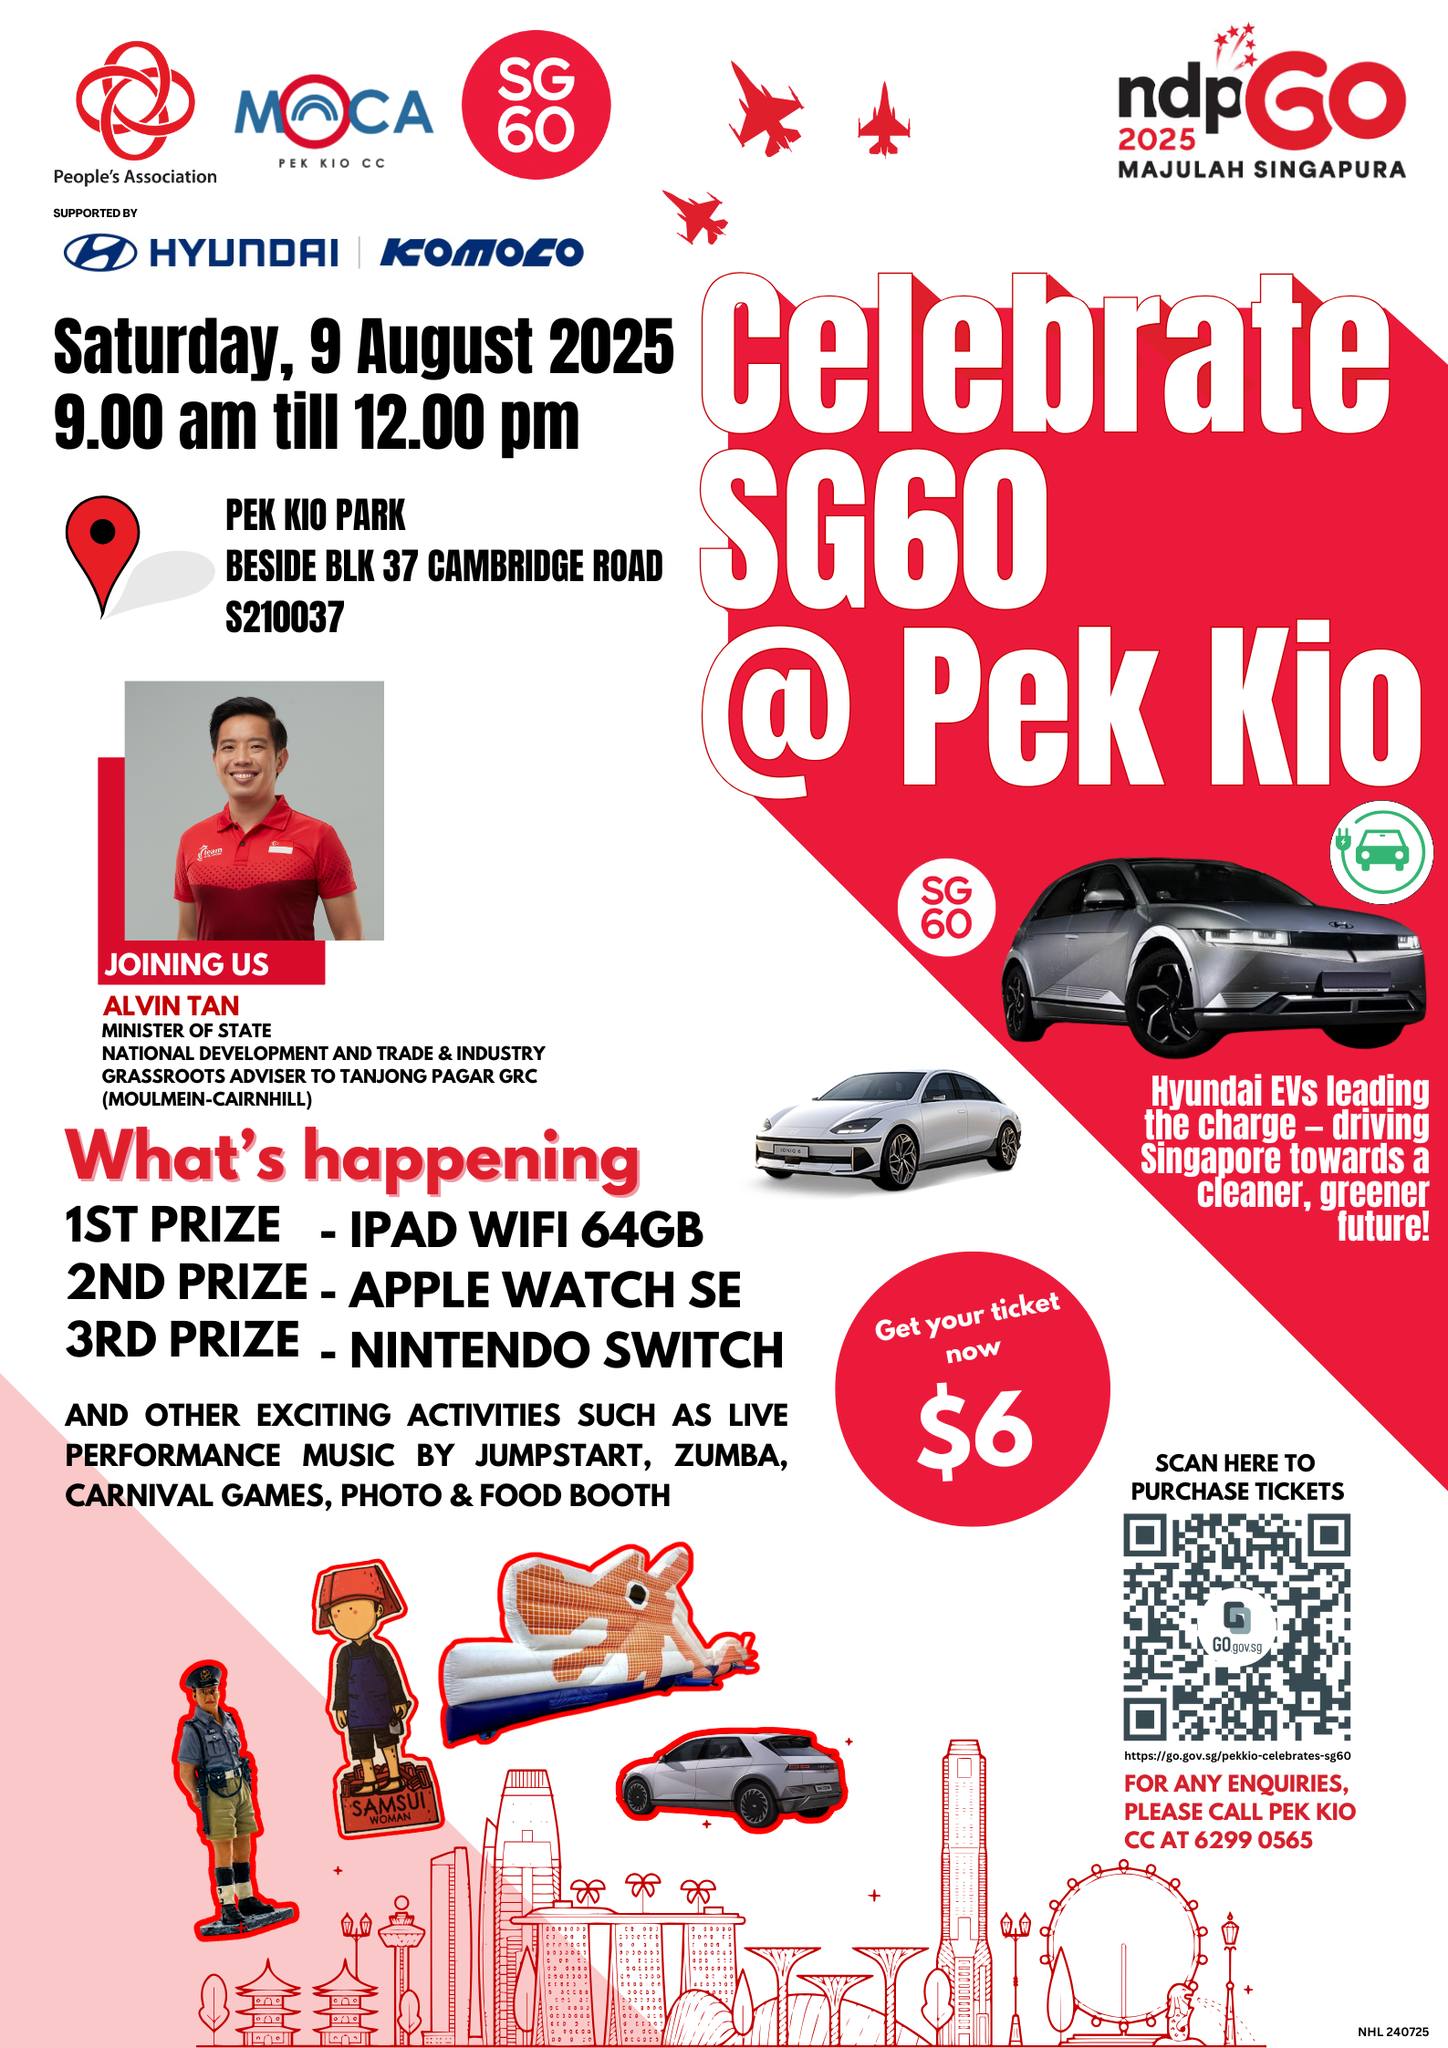 People's Association
MOCA
PEK KIO CC
SG
60
ndpGO
2025
MAJULAH SINGAPURA
SUPPORTED BY
HYUNDAI | KOMOCO
Saturday, 9 August 2025
9.00 am till 12.00 pm
PEK KIO PARK
BESIDE BLK 37 CAMBRIDGE ROAD
S210037
Celebrate
SG60
@ Pek Kio
team
JOINING US
ALVIN TAN
MINISTER OF STATE
NATIONAL DEVELOPMENT AND TRADE & INDUSTRY
GRASSROOTS ADVISER TO TANJONG PAGAR GRC
(MOULMEIN-CAIRNHILL)
SG
60
Hyundai EVs leading
the charge – driving
Singapore towards a
cleaner, greener
future!
IONIQ 6
What's happening
1ST PRIZE - IPAD WIFI 64GB
2ND PRIZE - APPLE WATCH SE
3RD PRIZE - NINTENDO SWITCH
AND OTHER EXCITING ACTIVITIES SUCH AS LIVE
PERFORMANCE MUSIC BY JUMPSTART, ZUMBA,
CARNIVAL GAMES, PHOTO & FOOD BOOTH
Get your ticket
now
$6
SCAN HERE TO
PURCHASE TICKETS
GOgov.sg
https://go.gov.sg/pekkio-celebrates-sg60
FOR ANY ENQUIRIES,
PLEASE CALL PEK KIO
CC AT 6299 0565
SAMSUI
WOMAN
NHL 240725